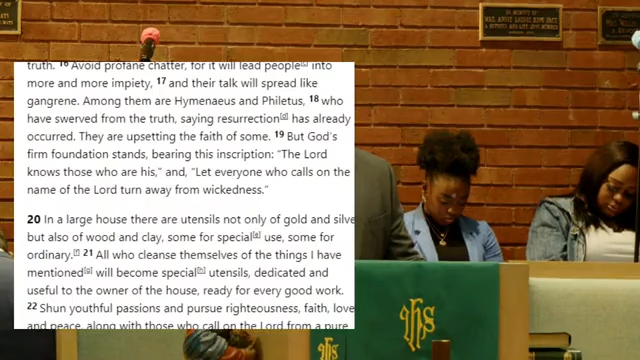 truth. 16 Avoid profane chatter, for it will lead people[c] into
more and more impiety, 17 and their talk will spread like
gangrene. Among them are Hymenaeus and Philetus, 18 who
have swerved from the truth, saying resurrection[d] has already
occurred. They are upsetting the faith of some. 19 But God's
firm foundation stands, bearing this inscription: “The Lord
knows those who are his,” and, “Let everyone who calls on the
name of the Lord turn away from wickedness.”
20 In a large house there are utensils not only of gold and silve
but also of wood and clay, some for special[e] use, some for
ordinary.[f] 21 All who cleanse themselves of the things I have
mentioned[g] will become special[h] utensils, dedicated and
useful to the owner of the house, ready for every good work.
22 Shun youthful passions and pursue righteousness, faith, love
and peace, along with those who call on the Lord from a pure
IN MEMORY OF
IHS
IHS